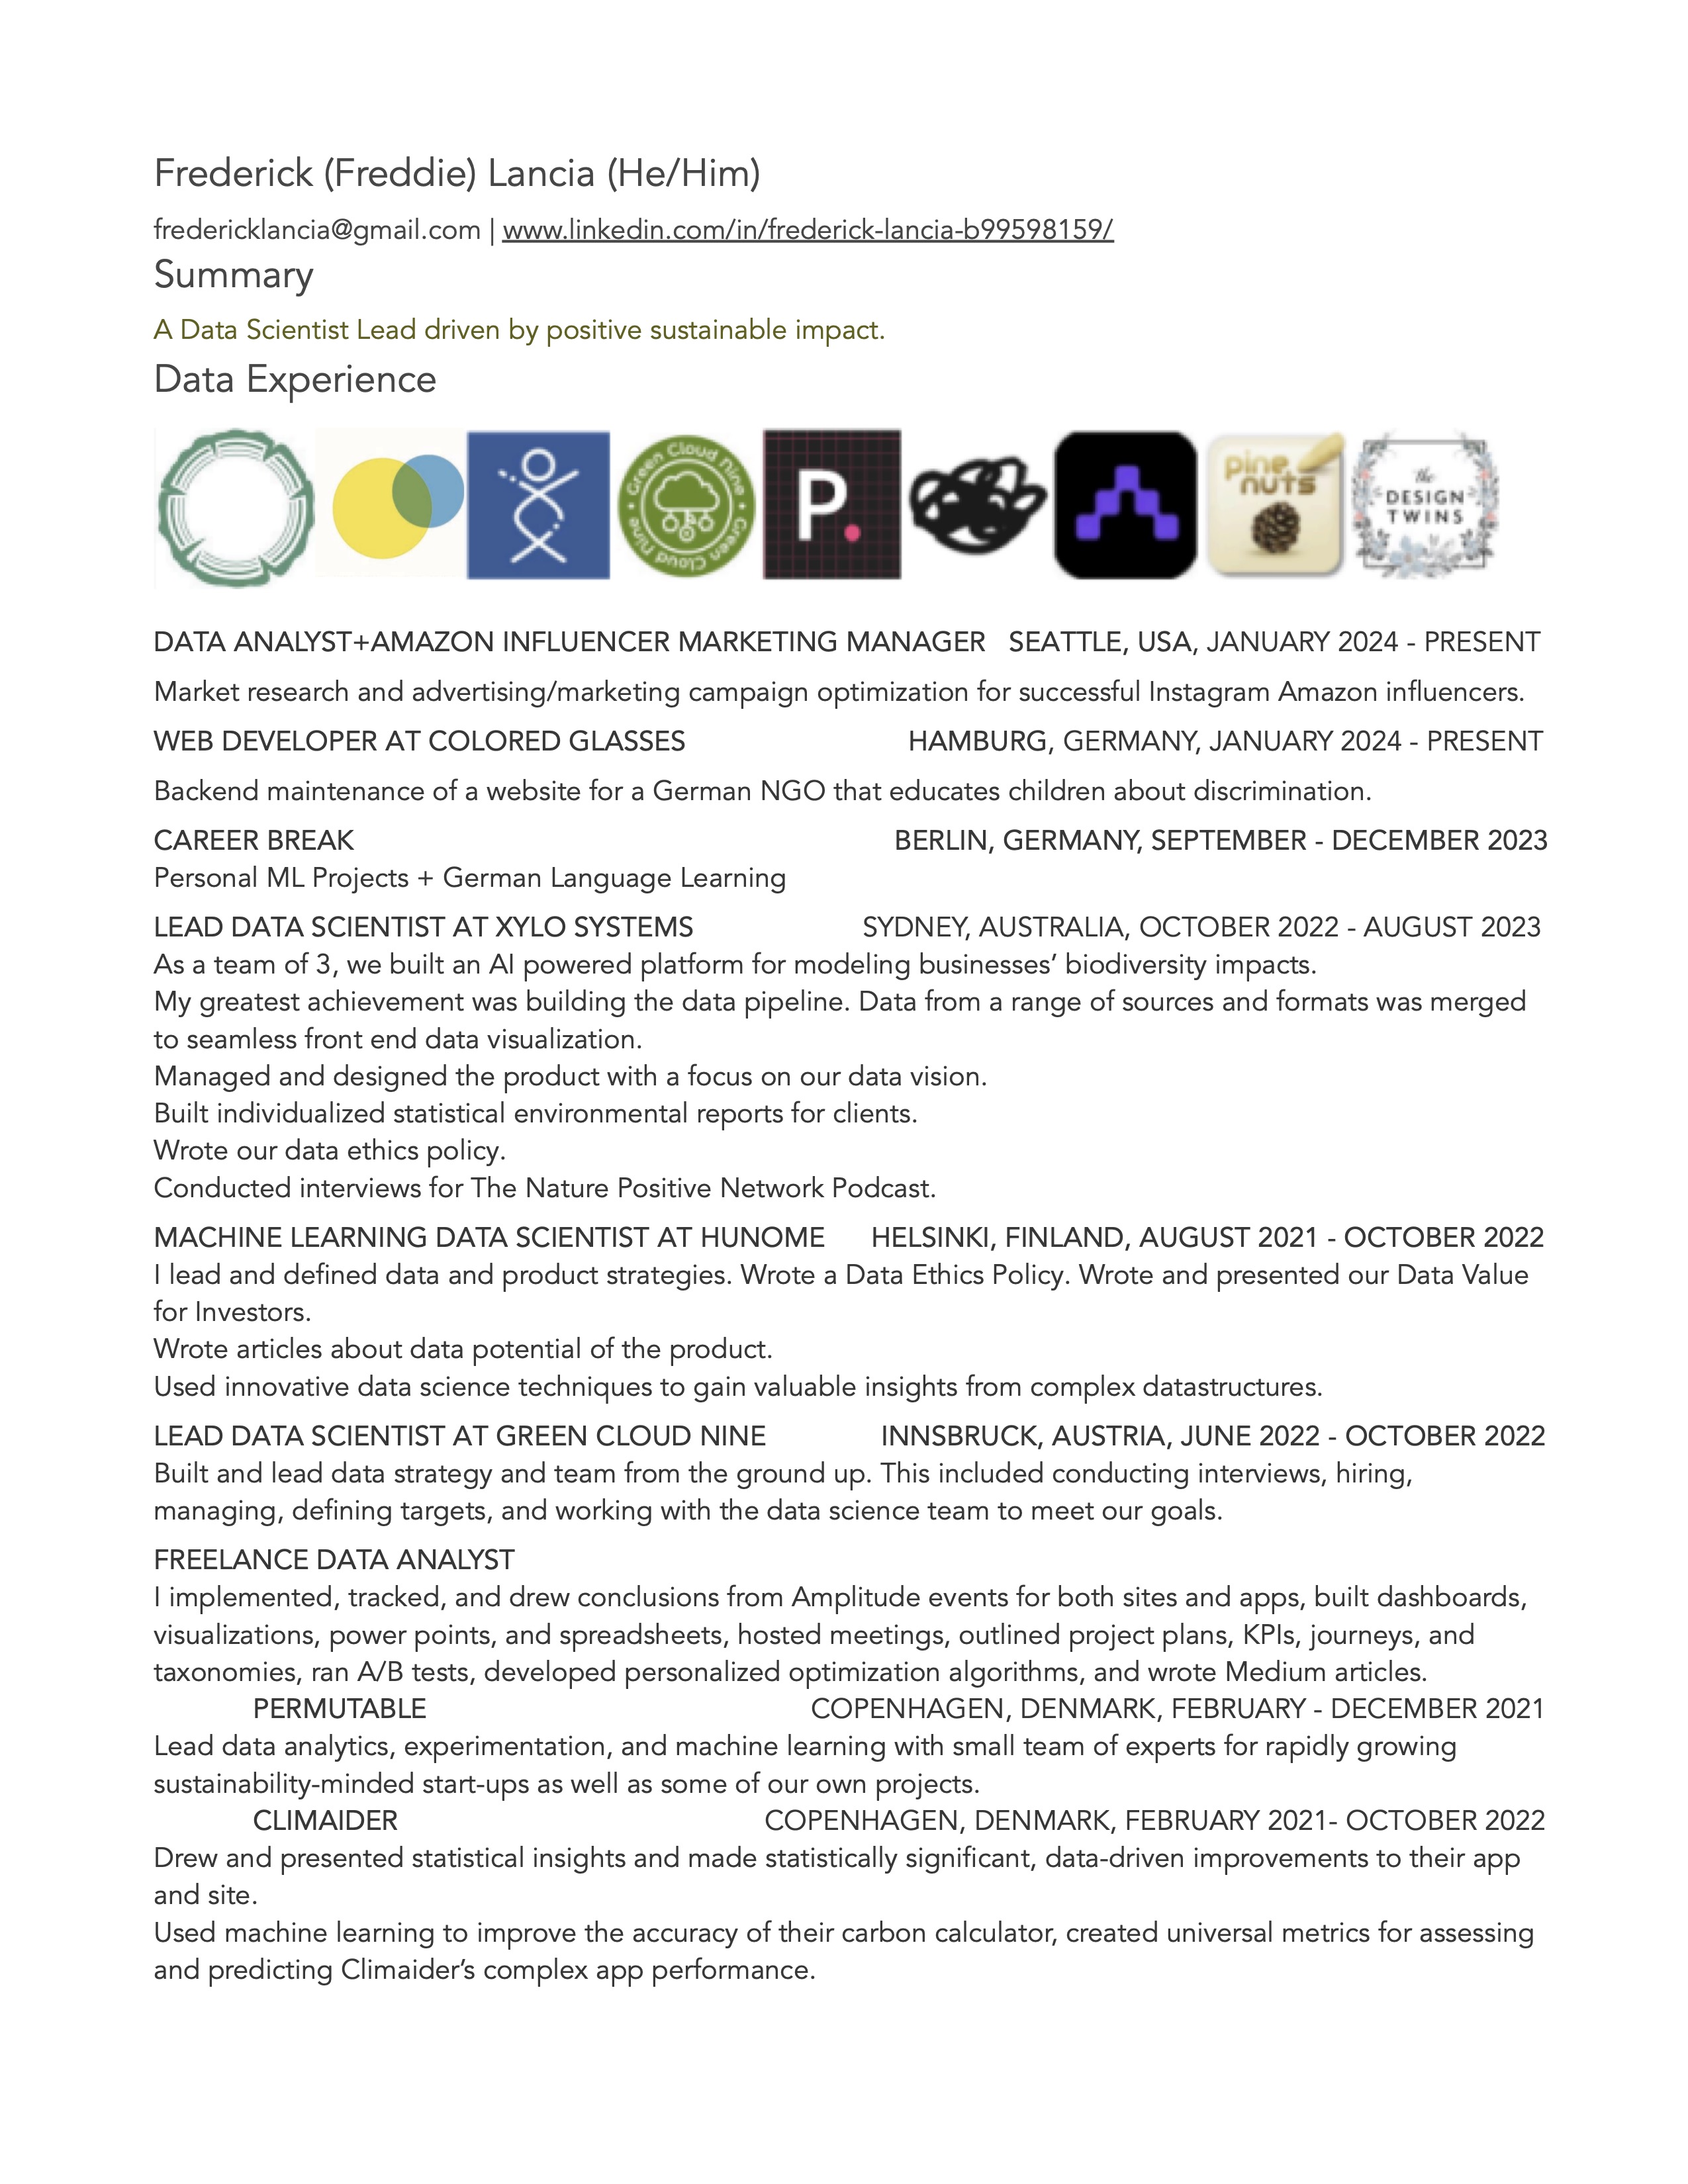 Frederick (Freddie) Lancia (He/Him)
fredericklancia@gmail.com | www.linkedin.com/in/frederick-lancia-b99598159/
Summary
A Data Scientist Lead driven by positive sustainable impact.
Data Experience
Green Cloud Nine • Green Cloud Nine •
P.
pine nuts
the DESIGN TWINS
DATA ANALYST+AMAZON INFLUENCER MARKETING MANAGER SEATTLE, USA, JANUARY 2024 - PRESENT
Market research and advertising/marketing campaign optimization for successful Instagram Amazon influencers.
WEB DEVELOPER AT COLORED GLASSES HAMBURG, GERMANY, JANUARY 2024 - PRESENT
Backend maintenance of a website for a German NGO that educates children about discrimination.
CAREER BREAK BERLIN, GERMANY, SEPTEMBER - DECEMBER 2023
Personal ML Projects + German Language Learning
LEAD DATA SCIENTIST AT XYLO SYSTEMS SYDNEY, AUSTRALIA, OCTOBER 2022 - AUGUST 2023
As a team of 3, we built an AI powered platform for modeling businesses’ biodiversity impacts.
My greatest achievement was building the data pipeline. Data from a range of sources and formats was merged
to seamless front end data visualization.
Managed and designed the product with a focus on our data vision.
Built individualized statistical environmental reports for clients.
Wrote our data ethics policy.
Conducted interviews for The Nature Positive Network Podcast.
MACHINE LEARNING DATA SCIENTIST AT HUNOME HELSINKI, FINLAND, AUGUST 2021 - OCTOBER 2022
I lead and defined data and product strategies. Wrote a Data Ethics Policy. Wrote and presented our Data Value
for Investors.
Wrote articles about data potential of the product.
Used innovative data science techniques to gain valuable insights from complex datastructures.
LEAD DATA SCIENTIST AT GREEN CLOUD NINE INNSBRUCK, AUSTRIA, JUNE 2022 - OCTOBER 2022
Built and lead data strategy and team from the ground up. This included conducting interviews, hiring,
managing, defining targets, and working with the data science team to meet our goals.
FREELANCE DATA ANALYST
I implemented, tracked, and drew conclusions from Amplitude events for both sites and apps, built dashboards,
visualizations, power points, and spreadsheets, hosted meetings, outlined project plans, KPIs, journeys, and
taxonomies, ran A/B tests, developed personalized optimization algorithms, and wrote Medium articles.
PERMUTABLE COPENHAGEN, DENMARK, FEBRUARY - DECEMBER 2021
Lead data analytics, experimentation, and machine learning with small team of experts for rapidly growing
sustainability-minded start-ups as well as some of our own projects.
CLIMAIDER COPENHAGEN, DENMARK, FEBRUARY 2021- OCTOBER 2022
Drew and presented statistical insights and made statistically significant, data-driven improvements to their app
and site.
Used machine learning to improve the accuracy of their carbon calculator, created universal metrics for assessing
and predicting Climaider’s complex app performance.